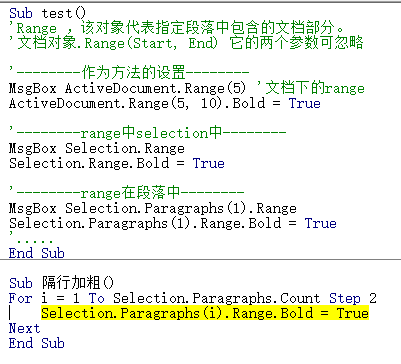 Sub test()
'Range ，该对象代表指定段落中包含的文档部分。
'文档对象.Range(Start, End) 它的两个参数可忽略
'--------作为方法的设置--------
MsgBox ActiveDocument.Range(5) '文档下的range
ActiveDocument.Range(5, 10).Bold = True
'--------range中selection中--------
MsgBox Selection.Range
Selection.Range.Bold = True
'--------range在段落中--------
MsgBox Selection.Paragraphs(1).Range
Selection.Paragraphs(1).Range.Bold = True
'.....
End Sub
Sub 隔行加粗()
For i = 1 To Selection.Paragraphs.Count Step 2
Selection.Paragraphs(i).Range.Bold = True
Next
End Sub